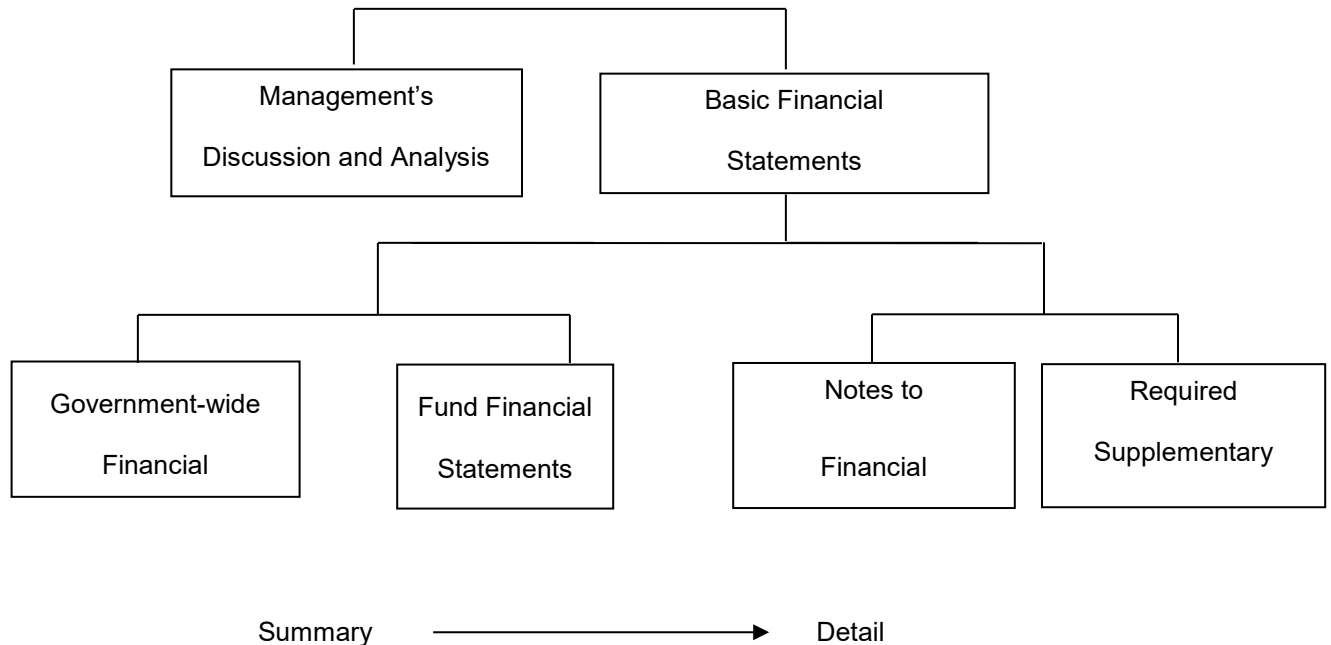 Management’s
Discussion and Analysis
Basic Financial
Statements
Government-wide
Financial
Fund Financial
Statements
Notes to
Financial
Required
Supplementary
Summary
Detail